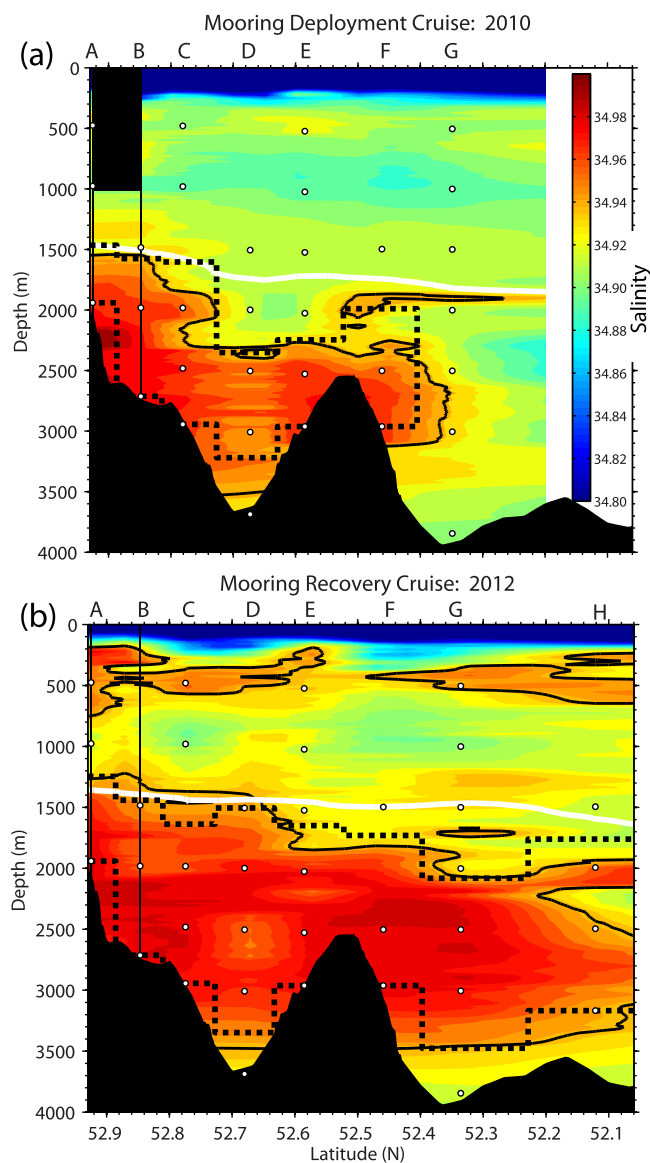 Mooring Deployment Cruise: 2010
(a)
A B C D E F G
0
500
1000
1500
2000
2500
3000
3500
4000
Depth (m)
34.98
34.96
34.94
34.92
34.90
34.88
34.86
34.84
34.82
34.80
Salinity
Mooring Recovery Cruise: 2012
(b)
A B C D E F G H
0
500
1000
1500
2000
2500
3000
3500
4000
Depth (m)
52.9 52.8 52.7 52.6 52.5 52.4 52.3 52.2 52.1
Latitude (N)